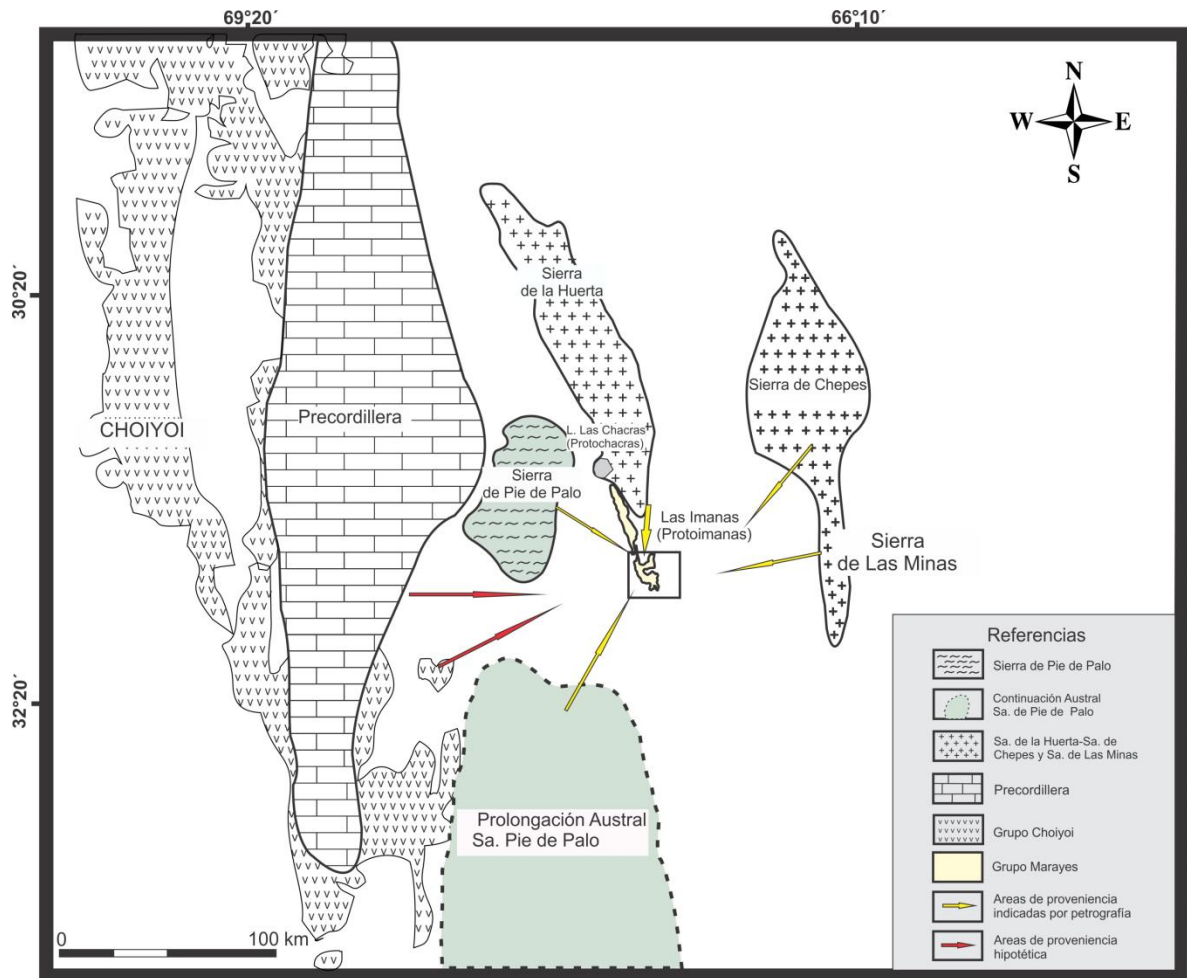 69°20´
66°10´
N
W
E
S
30°20´
32°20´
Sierra
de la Huerta
Sierra de Chepes
CHOIYOI
Precordillera
L. Las Chacras
(Protochacras)
Sierra
de Pie de Palo
Las Imanas
(Protoimanas)
Sierra
de Las Minas
Prolongación Austral
Sa. Pie de Palo
0
100 km
Referencias
Sierra de Pie de Palo
Continuación Austral
Sa. de Pie de Palo
Sa. de la Huerta-Sa. de
Chepes y Sa. de Las Minas
Precordillera
Grupo Choiyoi
Grupo Marayes
Areas de proveniencia
indicadas por petrografía
Areas de proveniencia
hipotética